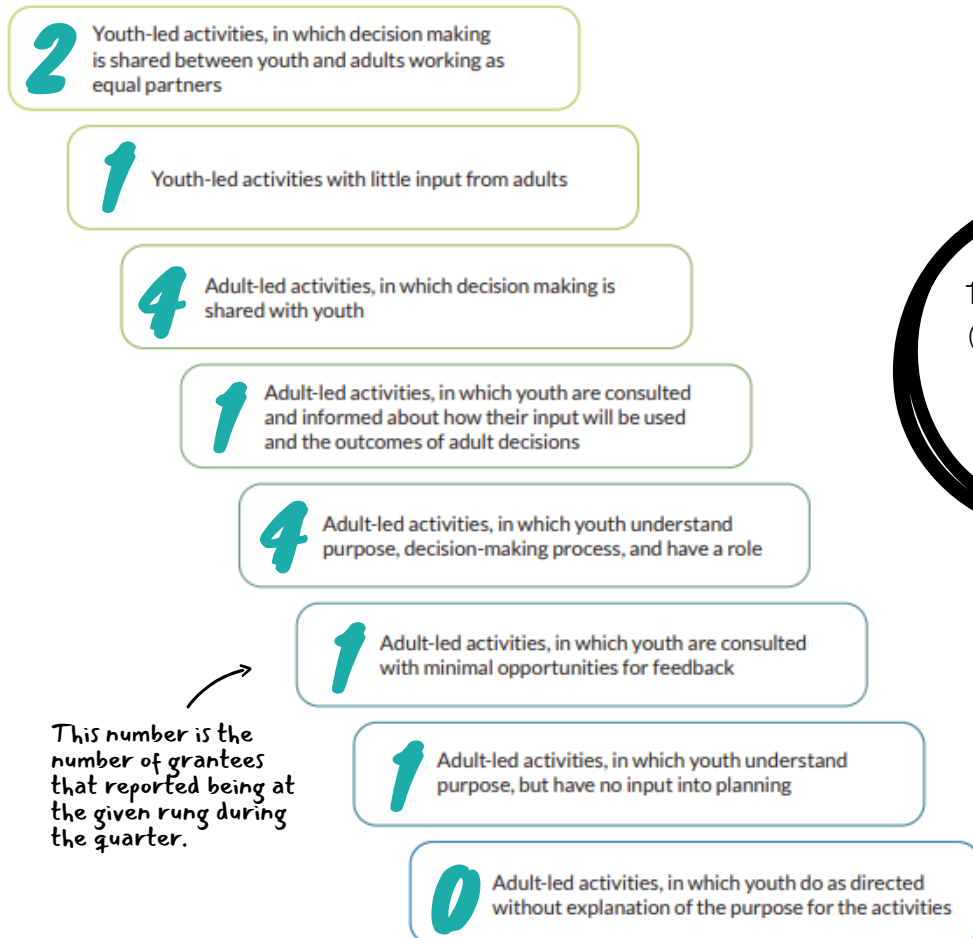 2
Youth-led activities, in which decision making
is shared between youth and adults working as
equal partners
1
Youth-led activities with little input from adults
4
Adult-led activities, in which decision making is
shared with youth
1
Adult-led activities, in which youth are consulted
and informed about how their input will be used
and the outcomes of adult decisions
4
Adult-led activities, in which youth understand
purpose, decision-making process, and have a role
1
Adult-led activities, in which youth are consulted
with minimal opportunities for feedback
This number is the
number of grantees
that reported being at
the given rung during
the quarter.
1
Adult-led activities, in which youth understand
purpose, but have no input into planning
0
Adult-led activities, in which youth do as directed
without explanation of the purpose for the activities